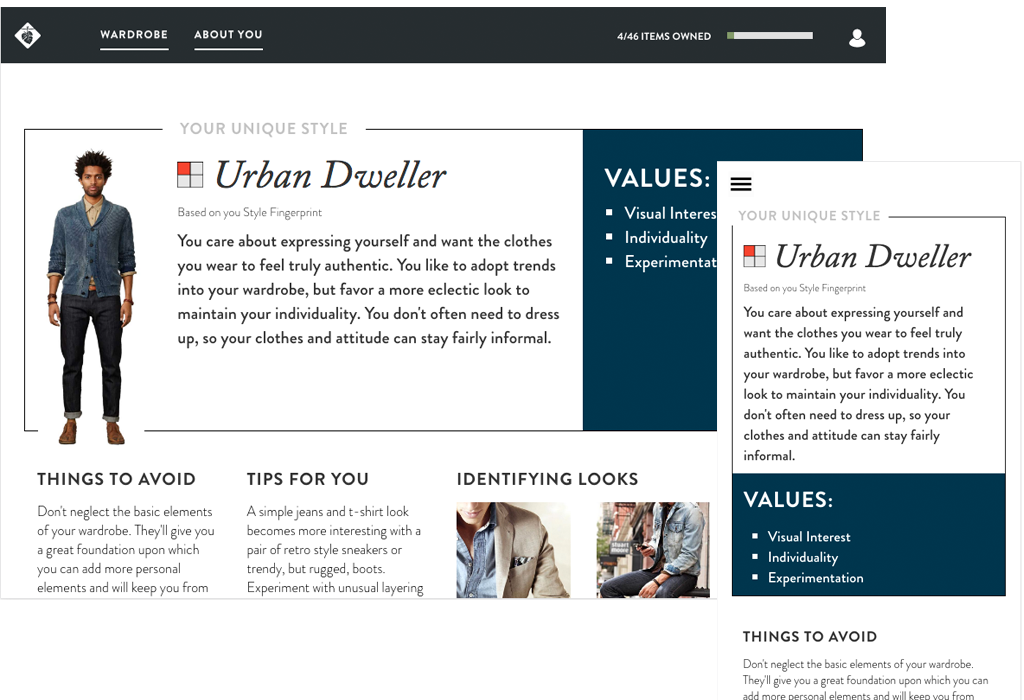 WARDROBE
ABOUT YOU
4/46 ITEMS OWNED
YOUR UNIQUE STYLE
Urban Dweller
Based on you Style Fingerprint
You care about expressing yourself and want the clothes
you wear to feel truly authentic. You like to adopt trends
into your wardrobe, but favor a more eclectic look to
maintain your individuality. You don't often need to dress
up, so your clothes and attitude can stay fairly informal.
VALUES:
Visual Interes
Individuality
Experimentat
THINGS TO AVOID
Don't neglect the basic elements
of your wardrobe. They'll give you
a great foundation upon which
you can add more personal
elements and will keep you from
TIPS FOR YOU
A simple jeans and t-shirt look
becomes more interesting with a
pair of retro style sneakers or
trendy, but rugged, boots.
Experiment with unusual layering
IDENTIFYING LOOKS
Stuart
Moore
YOUR UNIQUE STYLE
Urban Dweller
Based on you Style Fingerprint
You care about expressing yourself and
want the clothes you wear to feel truly
authentic. You like to adopt trends into
your wardrobe, but favor a more eclectic
look to maintain your individuality. You
don't often need to dress up, so your
clothes and attitude can stay fairly
informal.
VALUES:
Visual Interest
Individuality
Experimentation
THINGS TO AVOID
Don't neglect the basic elements of your wardrobe.
They'll give you a great foundation upon which you can
add more personal elements and will keep you from